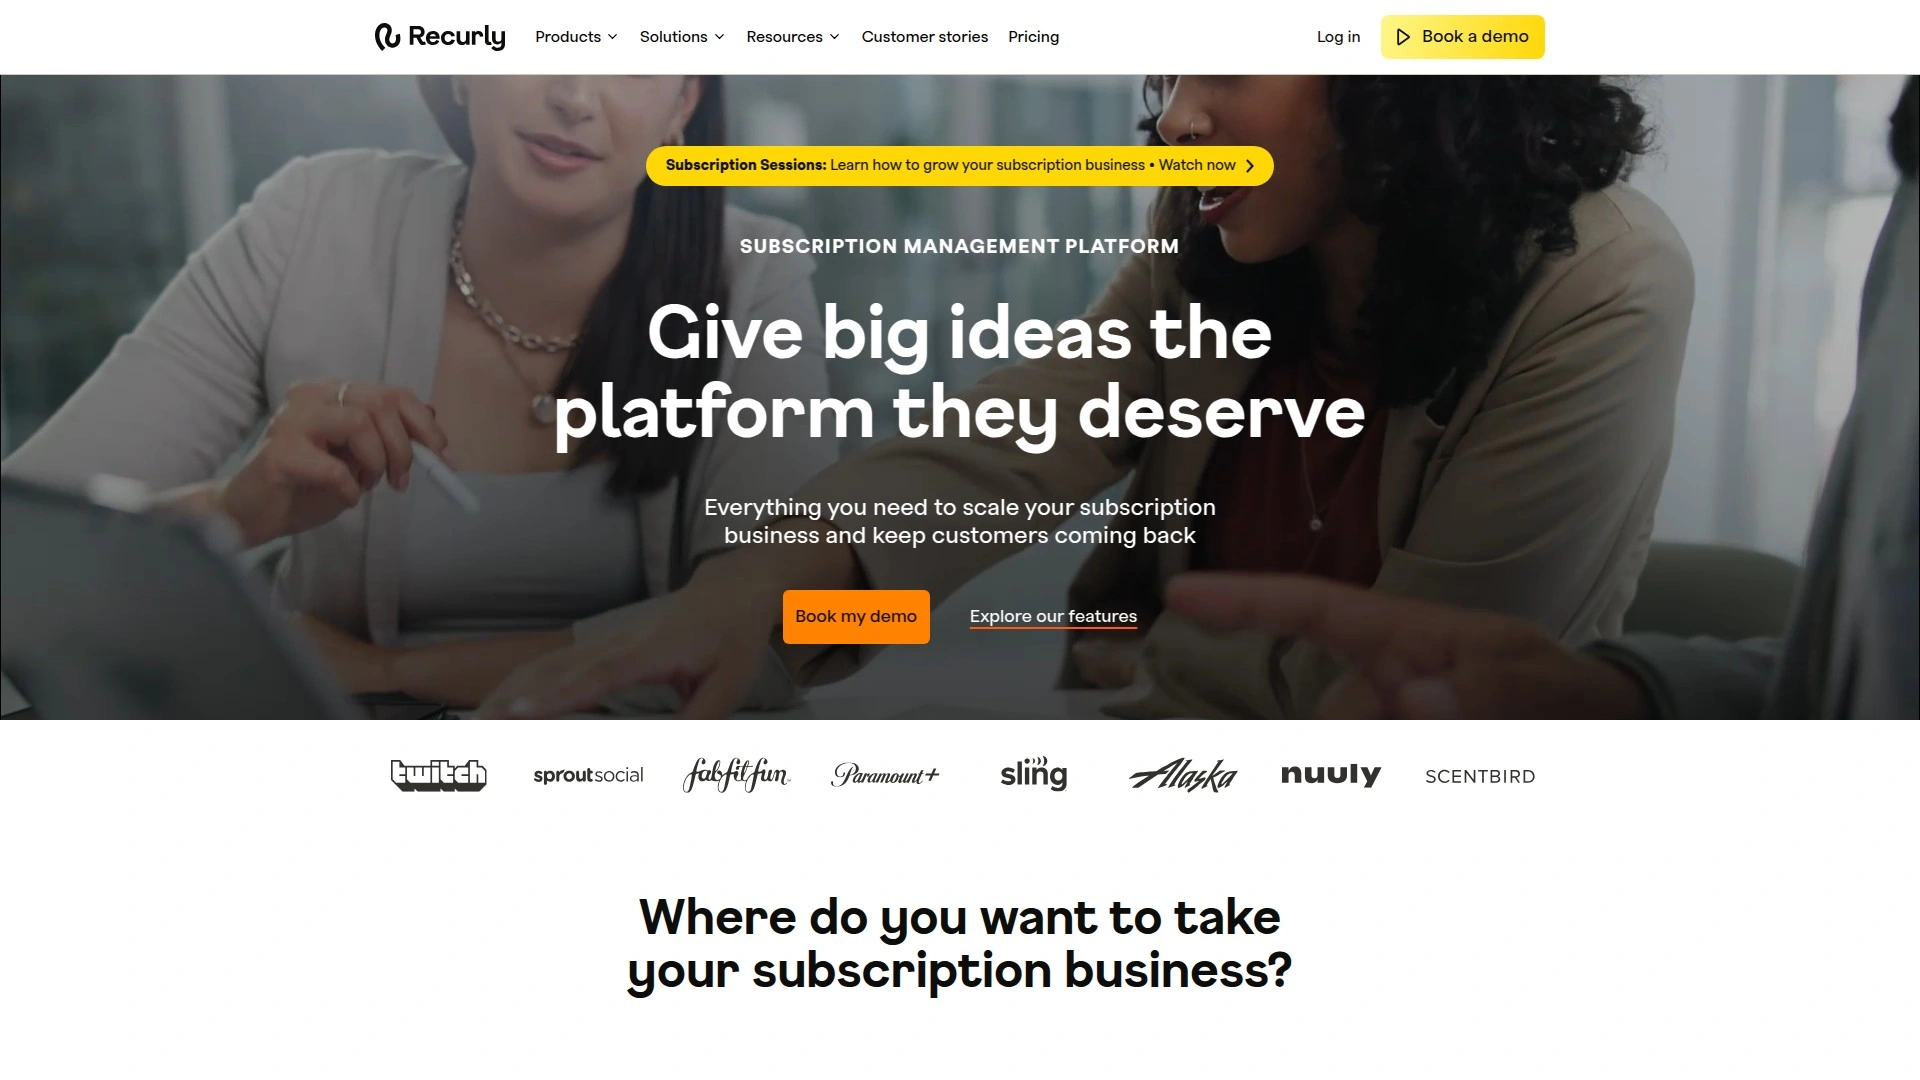 Recurly
Products
Solutions
Resources
Customer stories
Pricing
Log in
Book a demo
Subscription Sessions: Learn how to grow your subscription business • Watch now
SUBSCRIPTION MANAGEMENT PLATFORM
Give big ideas the
platform they deserve
Everything you need to scale your subscription
business and keep customers coming back
Book my demo
Explore our features
twitch
sproutsocial
fabfitfun
Paramount+
sling
Alaska
nuuly
SCENTBIRD
Where do you want to take
your subscription business?